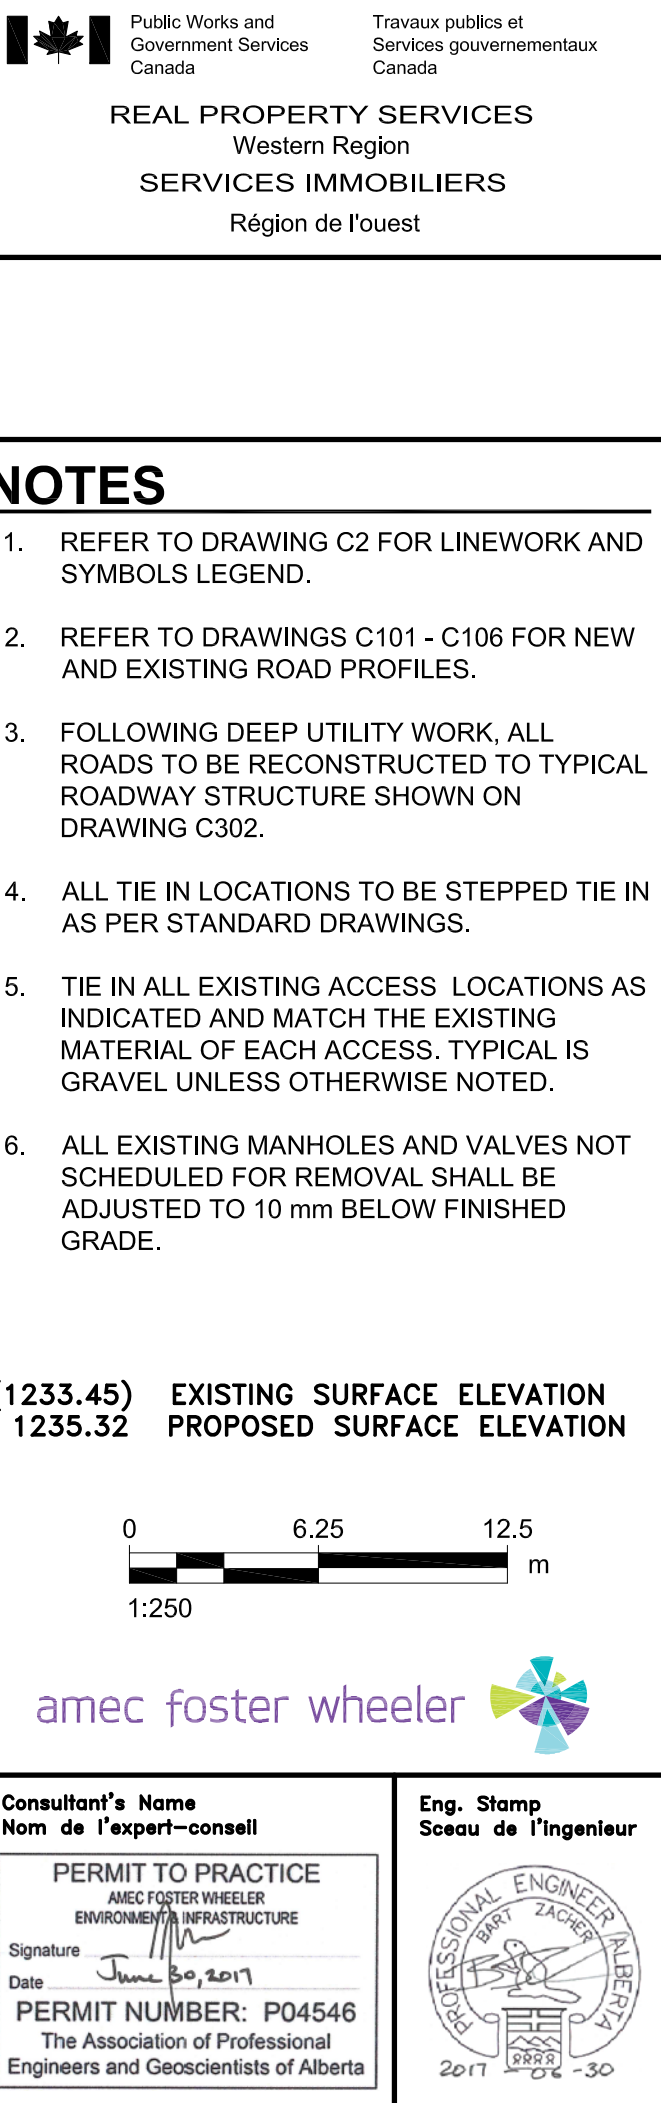 Public Works and
Government Services
Canada
Travaux publics et
Services gouvernementaux
Canada
REAL PROPERTY SERVICES
Western Region
SERVICES IMMOBILIERS
Région de l'ouest
NOTES
1. REFER TO DRAWING C2 FOR LINEWORK AND
SYMBOLS LEGEND.
2. REFER TO DRAWINGS C101 - C106 FOR NEW
AND EXISTING ROAD PROFILES.
3. FOLLOWING DEEP UTILITY WORK, ALL
ROADS TO BE RECONSTRUCTED TO TYPICAL
ROADWAY STRUCTURE SHOWN ON
DRAWING C302.
4. ALL TIE IN LOCATIONS TO BE STEPPED TIE IN
AS PER STANDARD DRAWINGS.
5. TIE IN ALL EXISTING ACCESS LOCATIONS AS
INDICATED AND MATCH THE EXISTING
MATERIAL OF EACH ACCESS. TYPICAL IS
GRAVEL UNLESS OTHERWISE NOTED.
6. ALL EXISTING MANHOLES AND VALVES NOT
SCHEDULED FOR REMOVAL SHALL BE
ADJUSTED TO 10 mm BELOW FINISHED
GRADE.
(1233.45) EXISTING SURFACE ELEVATION
1235.32 PROPOSED SURFACE ELEVATION
0 6.25 12.5
m
1:250
amec foster wheeler
Consultant's Name
Nom de l'expert-conseil
PERMIT TO PRACTICE
AMEC FOSTER WHEELER
ENVIRONMENT & INFRASTRUCTURE
Signature
Date June 30, 2017
PERMIT NUMBER: P04546
The Association of Professional
Engineers and Geoscientists of Alberta
Eng. Stamp
Sceau de l'ingenieur
PROFESSIONAL ENGINEER ALBERTA
BART ZACHER
2017 - 06 - 30